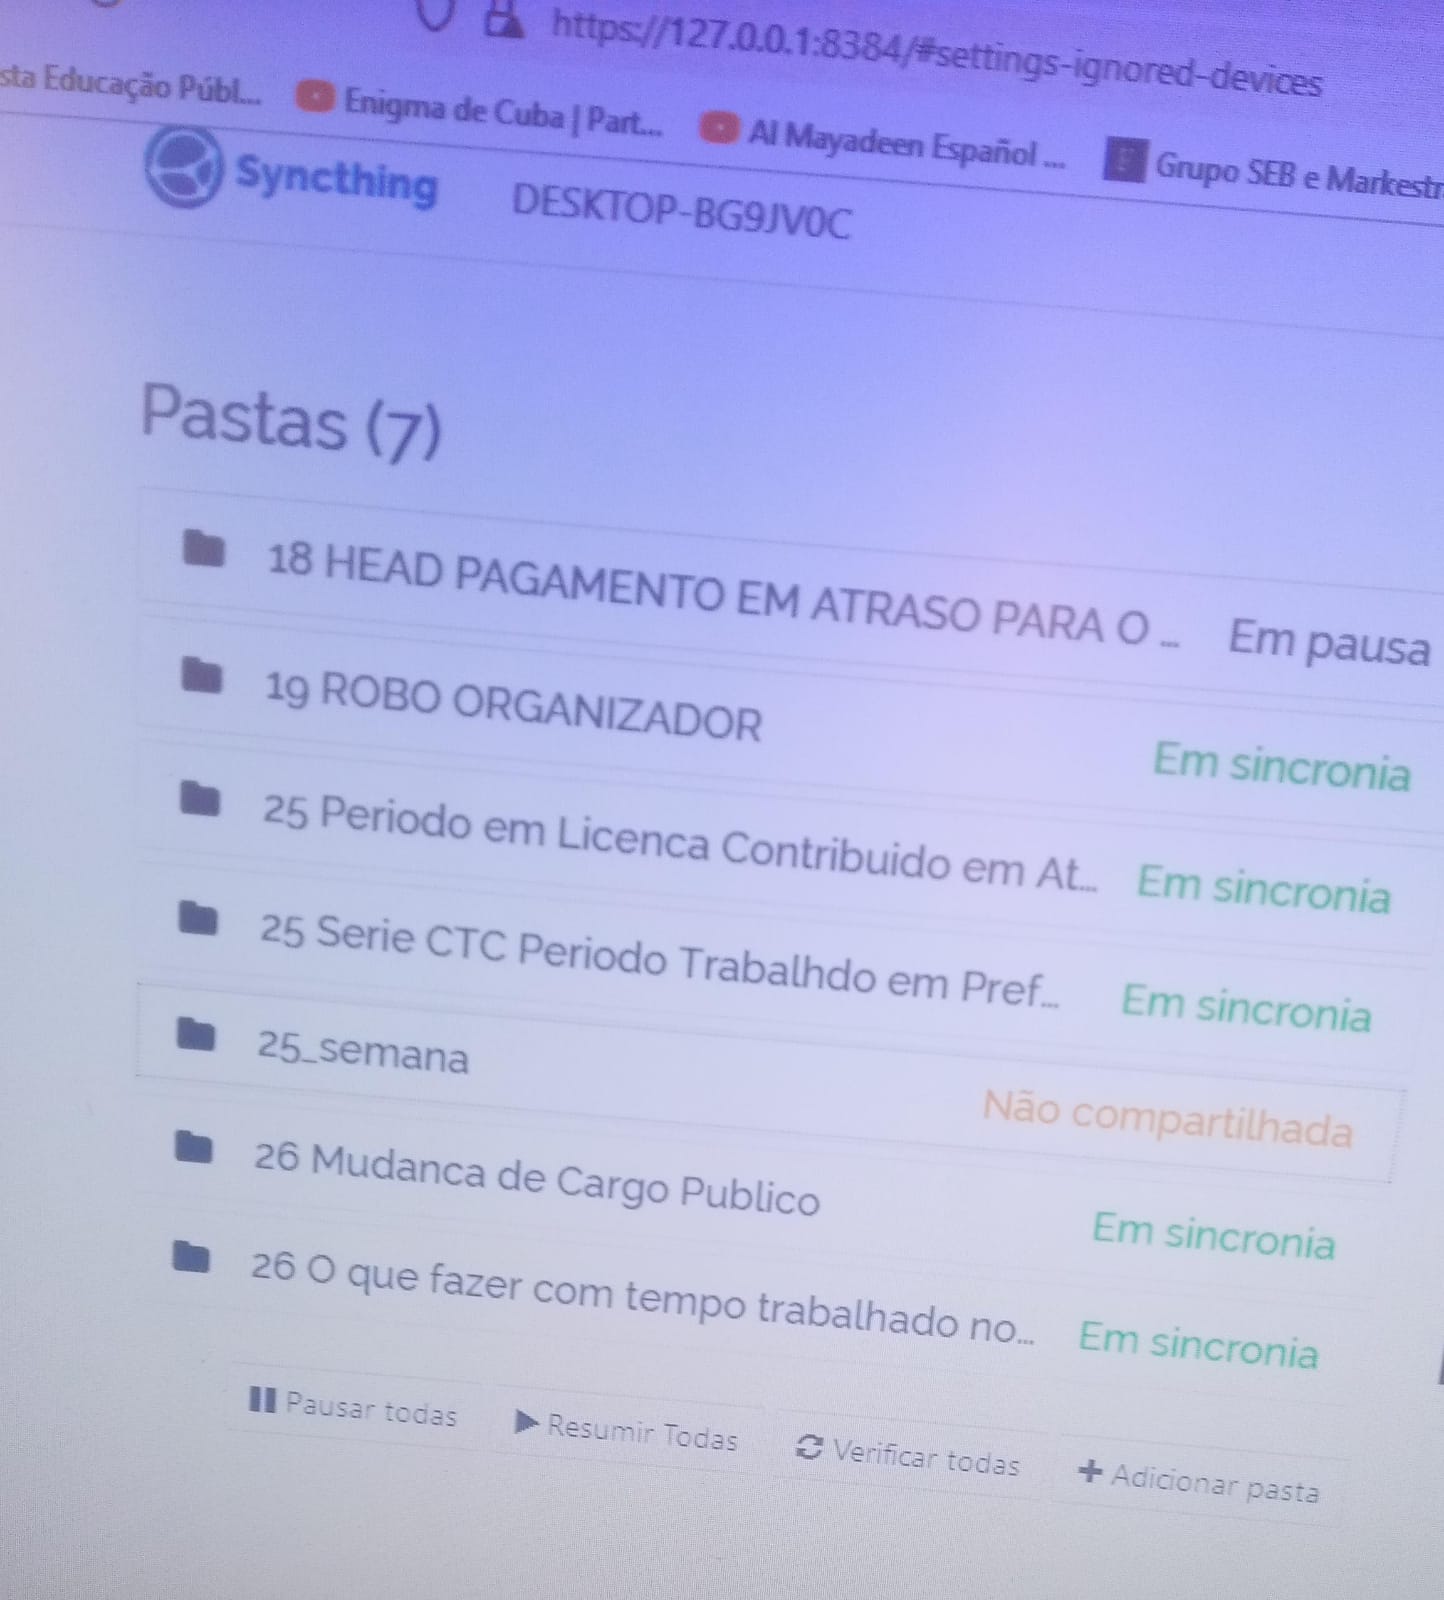 https://127.0.0.1:8384/#settings-ignored-devices
sta Educação Públ... Enigma de Cuba | Part... Al Mayadeen Español ... Grupo SEB e Markestr
Syncthing DESKTOP-BG9JV0C
Pastas (7)
18 HEAD PAGAMENTO EM ATRASO PARA O ... Em pausa
19 ROBO ORGANIZADOR Em sincronia
25 Periodo em Licenca Contribuido em At... Em sincronia
25 Serie CTC Periodo Trabalhdo em Pref... Em sincronia
25_semana Não compartilhada
26 Mudanca de Cargo Publico Em sincronia
26 O que fazer com tempo trabalhado no... Em sincronia
Pausar todas Resumir Todas Verificar todas Adicionar pasta